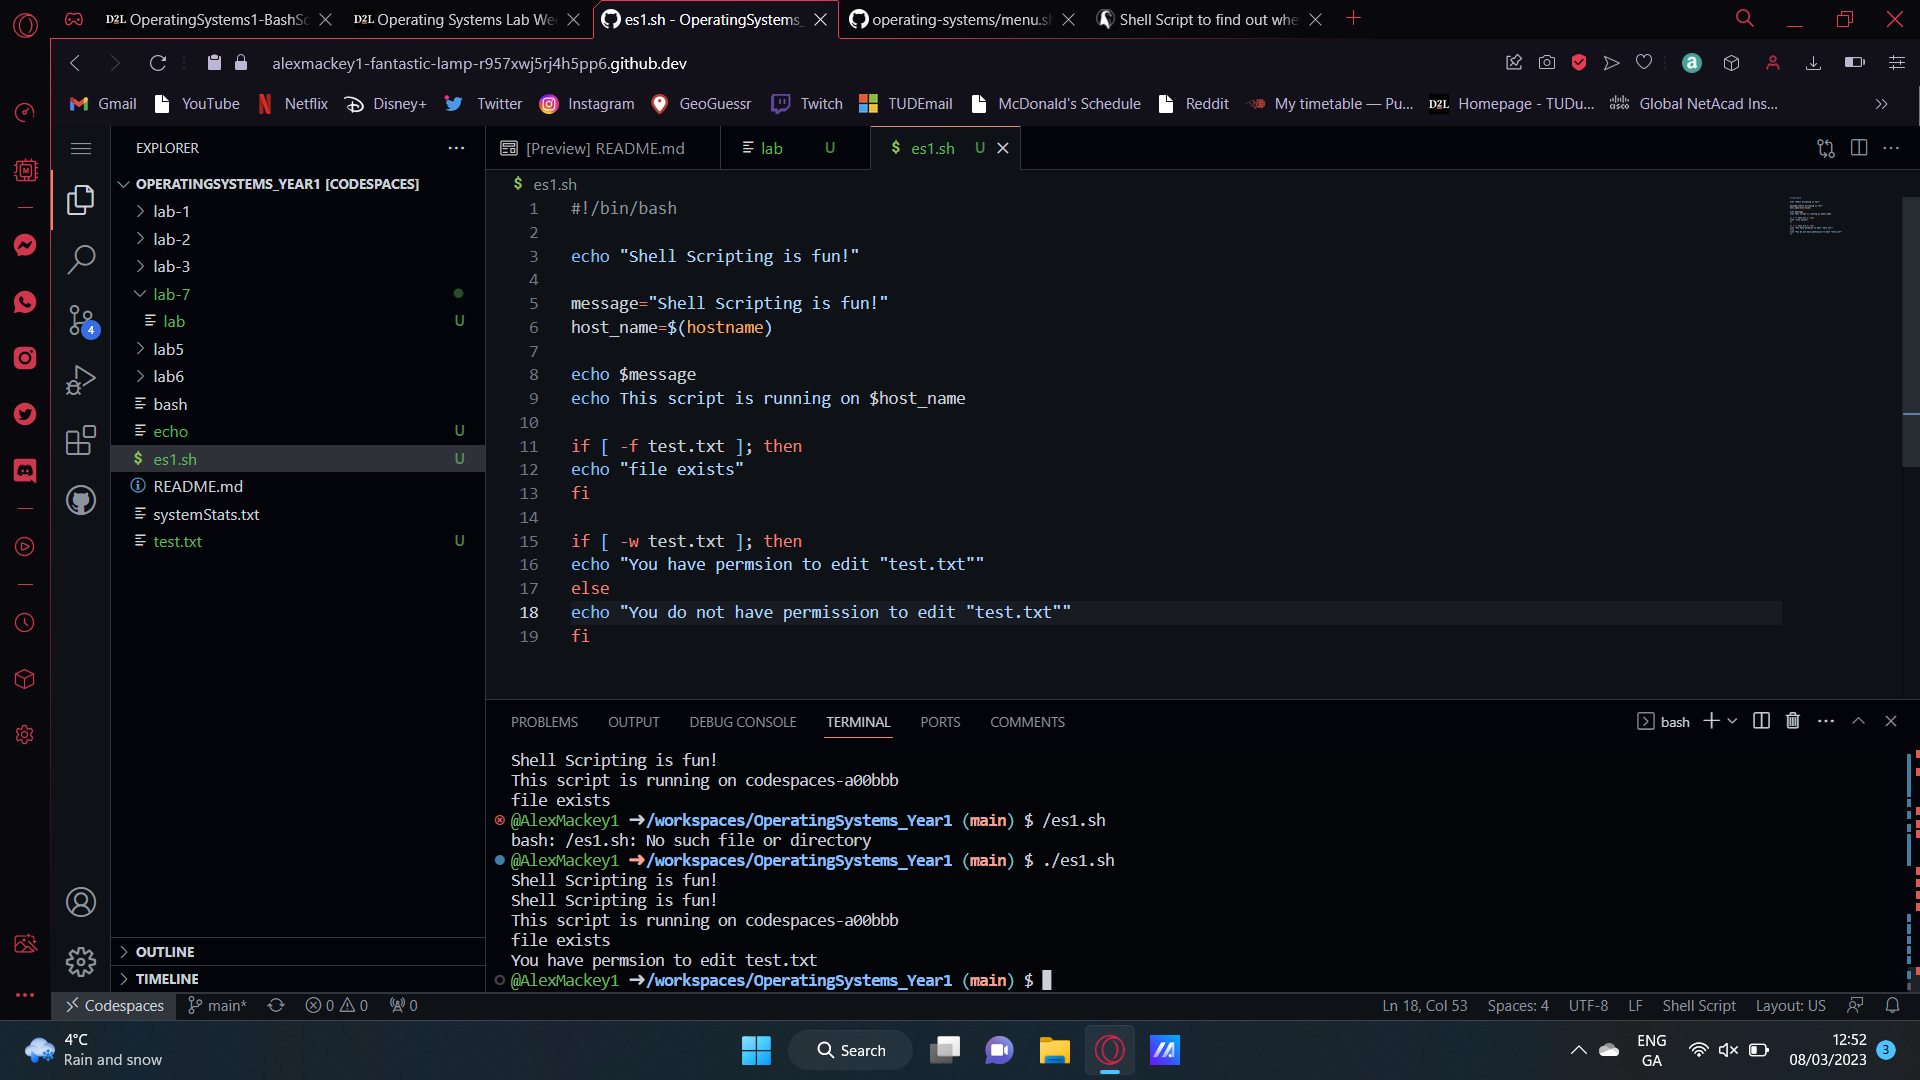 OperatingSystems1-BashSc
Operating Systems Lab We
es1.sh - OperatingSystems_
operating-systems/menu.s
Shell Script to find out whe
alexmackey1-fantastic-lamp-r957xwj5rj4h5pp6.github.dev
Gmail YouTube Netflix Disney+ Twitter Instagram GeoGuessr Twitch TUDEmail McDonald's Schedule Reddit My timetable — Pu... D2L Homepage - TUDu... Global NetAcad Ins...
EXPLORER
OPERATINGSYSTEMS_YEAR1 [CODESPACES]
lab-1
lab-2
lab-3
lab-7
lab U
lab5
lab6
bash
echo U
$ es1.sh U
README.md
systemStats.txt
test.txt U
OUTLINE
TIMELINE
4
[Preview] README.md
lab U
$ es1.sh U
$ es1.sh
1 #!/bin/bash
2
3 echo "Shell Scripting is fun!"
4
5 message="Shell Scripting is fun!"
6 host_name=$(hostname)
7
8 echo $message
9 echo This script is running on $host_name
10
11 if [ -f test.txt ]; then
12 echo "file exists"
13 fi
14
15 if [ -w test.txt ]; then
16 echo "You have permsion to edit "test.txt""
17 else
18 echo "You do not have permission to edit "test.txt""
19 fi
PROBLEMS OUTPUT DEBUG CONSOLE TERMINAL PORTS COMMENTS
bash
Shell Scripting is fun!
This script is running on codespaces-a00bbb
file exists
@AlexMackey1 ➜/workspaces/OperatingSystems_Year1 (main) $ /es1.sh
bash: /es1.sh: No such file or directory
@AlexMackey1 ➜/workspaces/OperatingSystems_Year1 (main) $ ./es1.sh
Shell Scripting is fun!
Shell Scripting is fun!
This script is running on codespaces-a00bbb
file exists
You have permsion to edit test.txt
@AlexMackey1 ➜/workspaces/OperatingSystems_Year1 (main) $
Codespaces main* 0 0 0
Ln 18, Col 53 Spaces: 4 UTF-8 LF Shell Script Layout: US
4°C
Rain and snow
Search
ENG
GA
12:52
08/03/2023
3